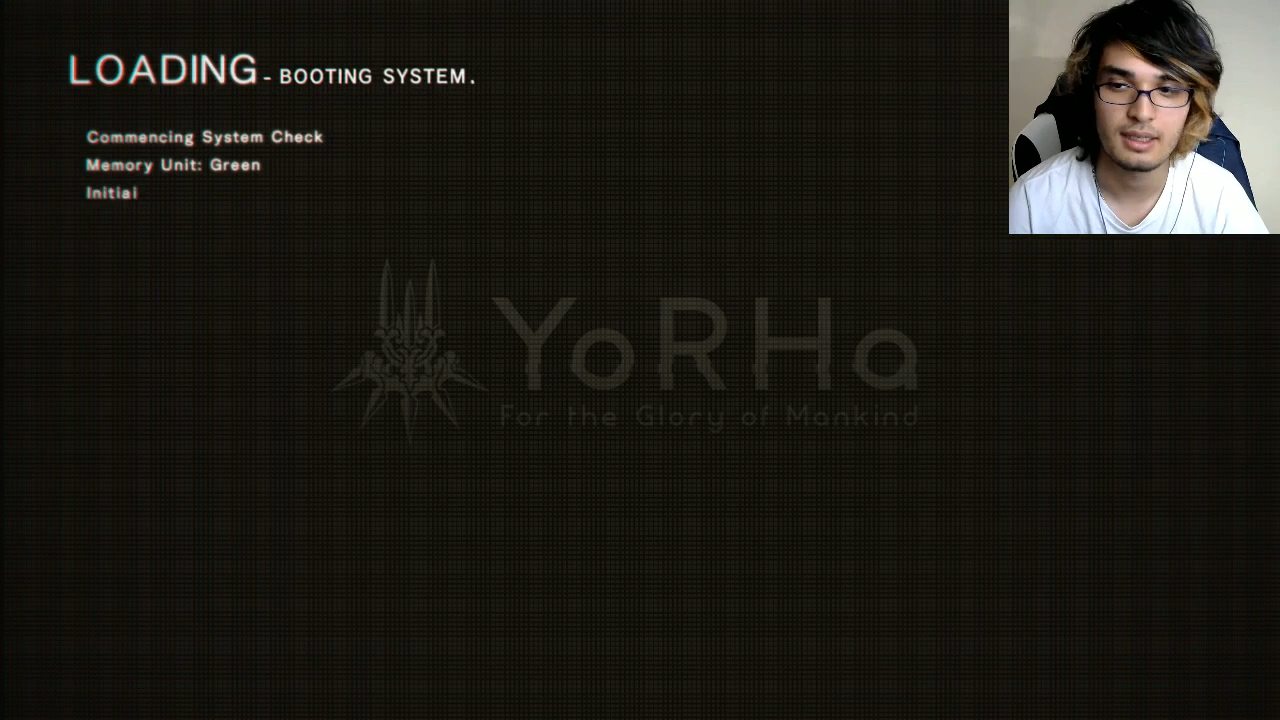 LOADING - BOOTING SYSTEM.
Commencing System Check
Memory Unit: Green
Initial
YoRHa
For the Glory of Mankind